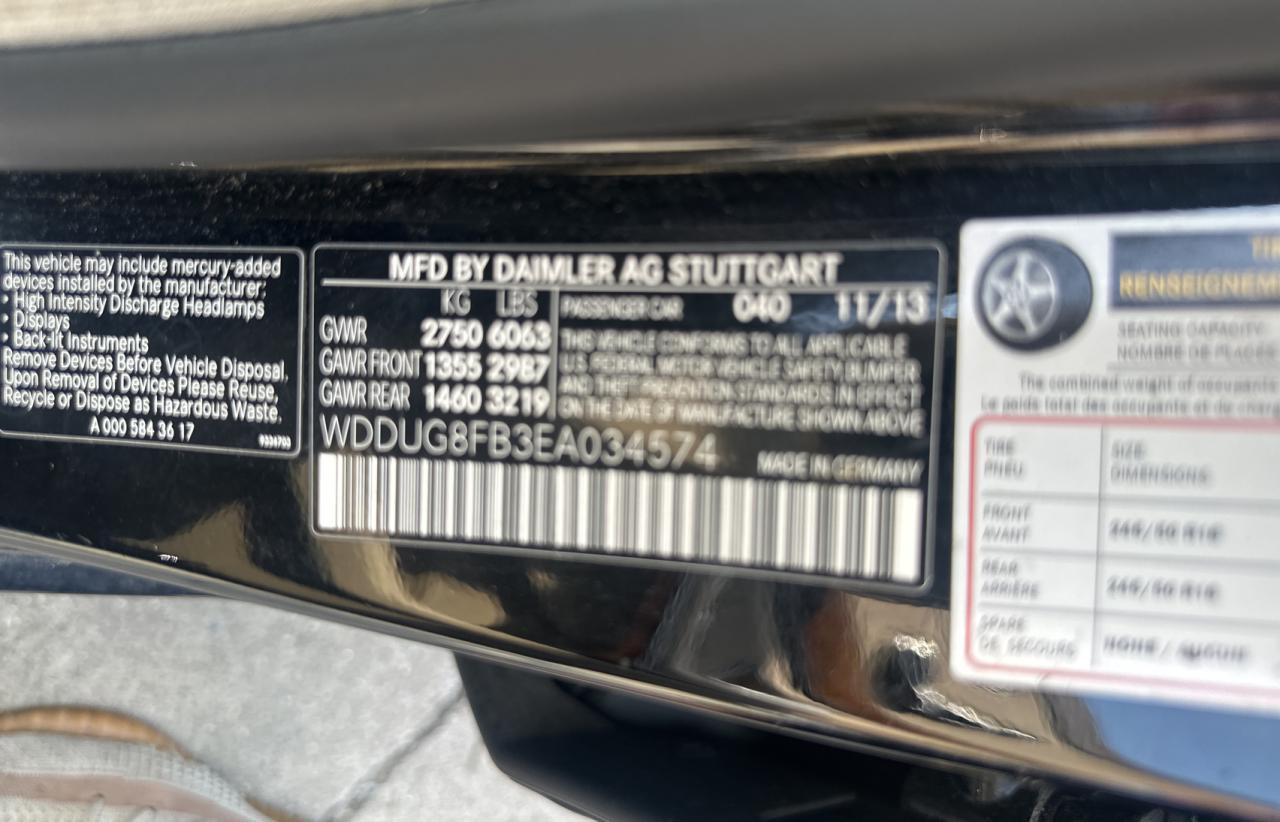 This vehicle may include mercury-added
devices installed by the manufacturer:
• High Intensity Discharge Headlamps
• Displays
• Back-lit Instruments
Remove Devices Before Vehicle Disposal,
Upon Removal of Devices Please Reuse,
Recycle or Dispose as Hazardous Waste.
A 000 584 36 17
MFD BY DAIMLER AG STUTTGART
KG LBS
GVWR 2750 6063
GAWR FRONT 1355 2987
GAWR REAR 1460 3219
PASSENGER CAR 040 11/13
THIS VEHICLE CONFORMS TO ALL APPLICABLE
U.S. FEDERAL MOTOR VEHICLE SAFETY BUMPER
AND THEFT PREVENTION STANDARDS IN EFFECT
ON THE DATE OF MANUFACTURE SHOWN ABOVE
WDDUG8FB3EA034574
MADE IN GERMANY
RENSEIGNEM
SEATING CAPACITY:
NOMBRE DE PLACES
The combined weight of occupants
Le poids total des occupants et du
TIRE SIZE
PNEU DIMENSIONS
FRONT
AVANT
REAR
ARRIÈRE
SPARE
DE SECOURS
NONE / AUCUN